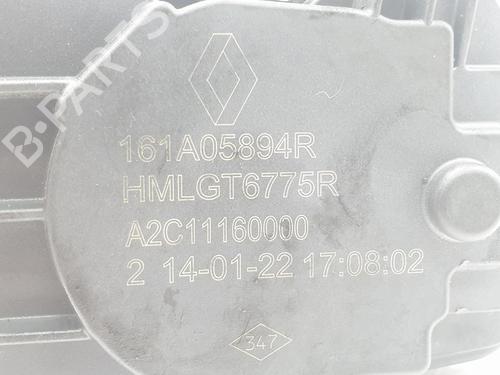 B-PARTS
161A05894R
HMLGT6775R
A2C11160000
2 14-01-22 17:08:02
347